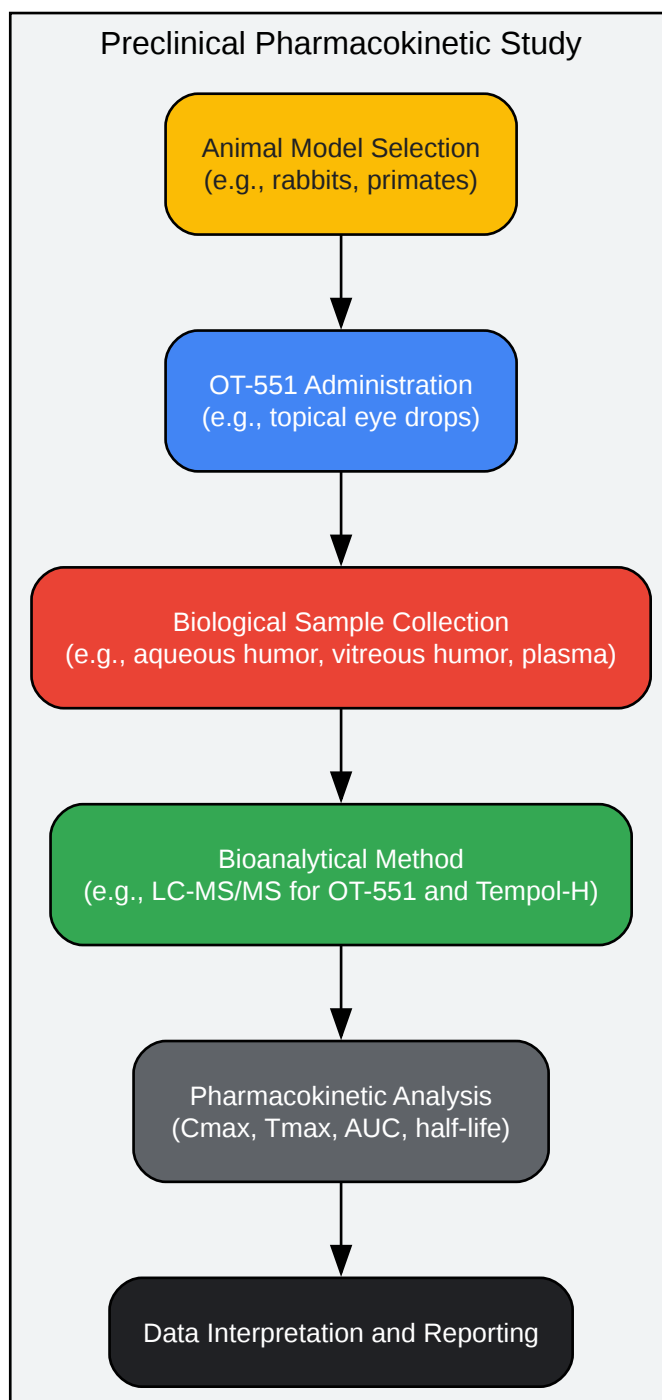 Preclinical Pharmacokinetic Study
Animal Model Selection
(e.g., rabbits, primates)
OT-551 Administration
(e.g., topical eye drops)
Biological Sample Collection
(e.g., aqueous humor, vitreous humor, plasma)
Bioanalytical Method
(e.g., LC-MS/MS for OT-551 and Tempol-H)
Pharmacokinetic Analysis
(Cmax, Tmax, AUC, half-life)
Data Interpretation and Reporting